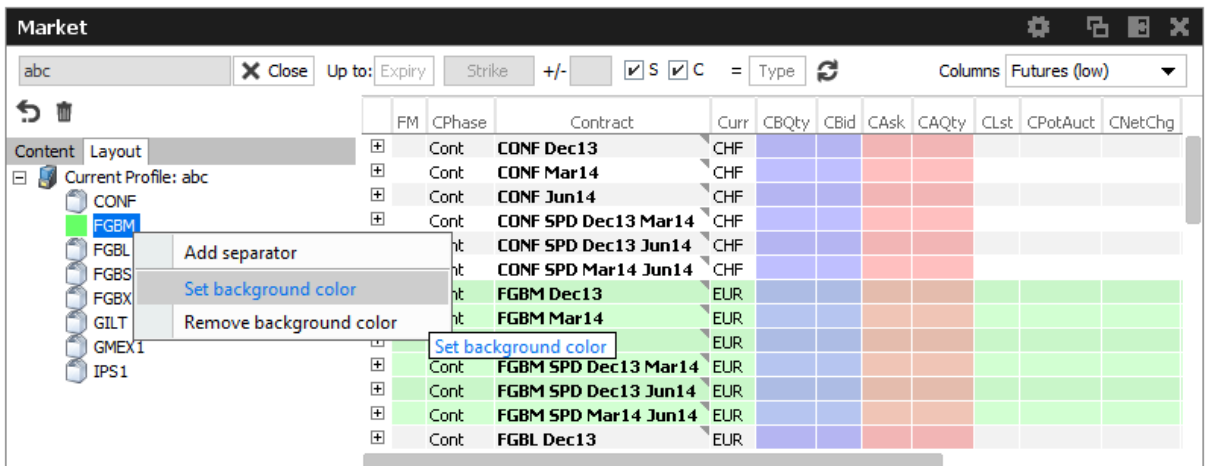 Market
abc Close Up to: Expiry Strike +/- S C = Type Columns Futures (low)
FM CPhase Contract Curr CBQty CBid CAsk CAQty CLst CPotAuct CNetChg
Content Layout
Current Profile: abc
CONF
FGBM
FGBL
FGBS
FGBX
GILT
GMEX1
IPS1
Add separator
Set background color
Remove background color
Set background color
Cont CONF Dec13 CHF
Cont CONF Mar14 CHF
Cont CONF Jun14 CHF
Cont CONF SPD Dec13 Mar14 CHF
nt CONF SPD Dec13 Jun14 CHF
nt CONF SPD Mar14 Jun14 CHF
nt FGBM Dec13 EUR
nt FGBM Mar14 EUR
EUR
Cont FGBM SPD Dec13 Mar14 EUR
Cont FGBM SPD Dec13 Jun14 EUR
Cont FGBM SPD Mar14 Jun14 EUR
Cont FGBL Dec13 EUR